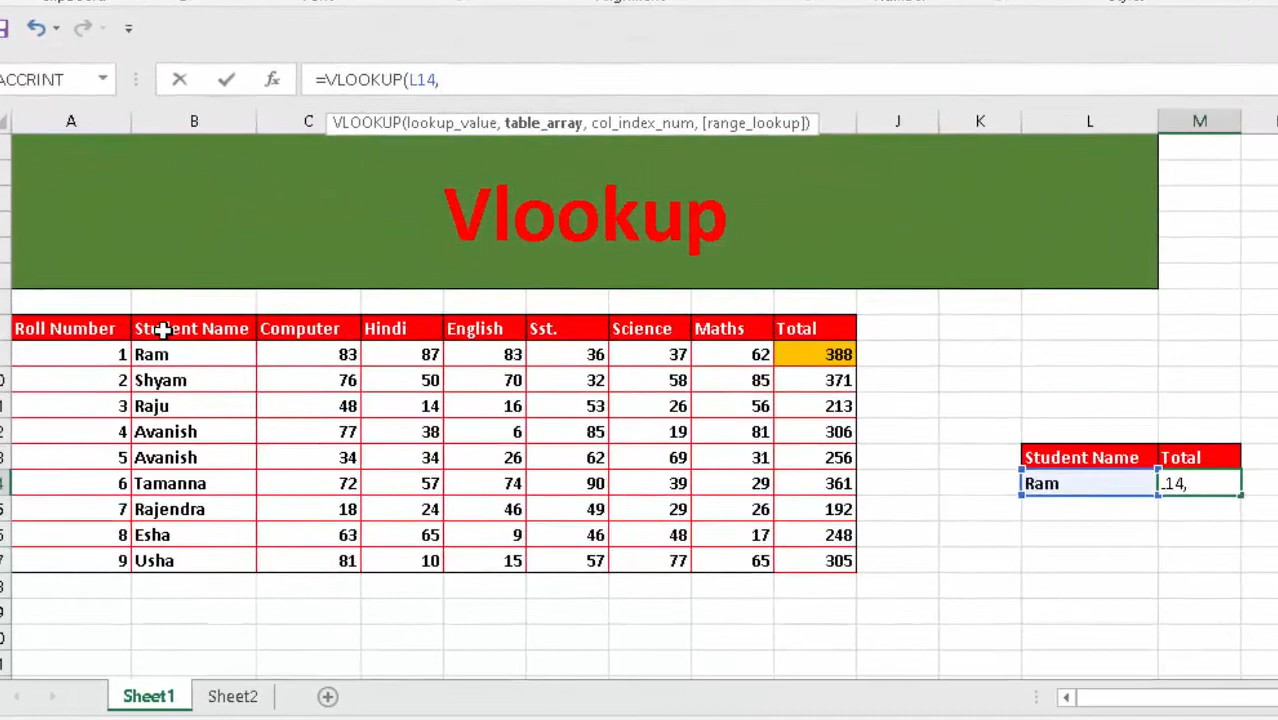 ACCRINT =VLOOKUP(L14,
VLOOKUP(lookup_value, table_array, col_index_num, [range_lookup])
A B C J K L M
Vlookup
Roll Number Student Name Computer Hindi English Sst. Science Maths Total
1 Ram 83 87 83 36 37 62 388
2 Shyam 76 50 70 32 58 85 371
3 Raju 48 14 16 53 26 56 213
4 Avanish 77 38 6 85 19 81 306
5 Avanish 34 34 26 62 69 31 256 Student Name Total
6 Tamanna 72 57 74 90 39 29 361 Ram L14,
7 Rajendra 18 24 46 49 29 26 192
8 Esha 63 65 9 46 48 17 248
9 Usha 81 10 15 57 77 65 305
Sheet1 Sheet2